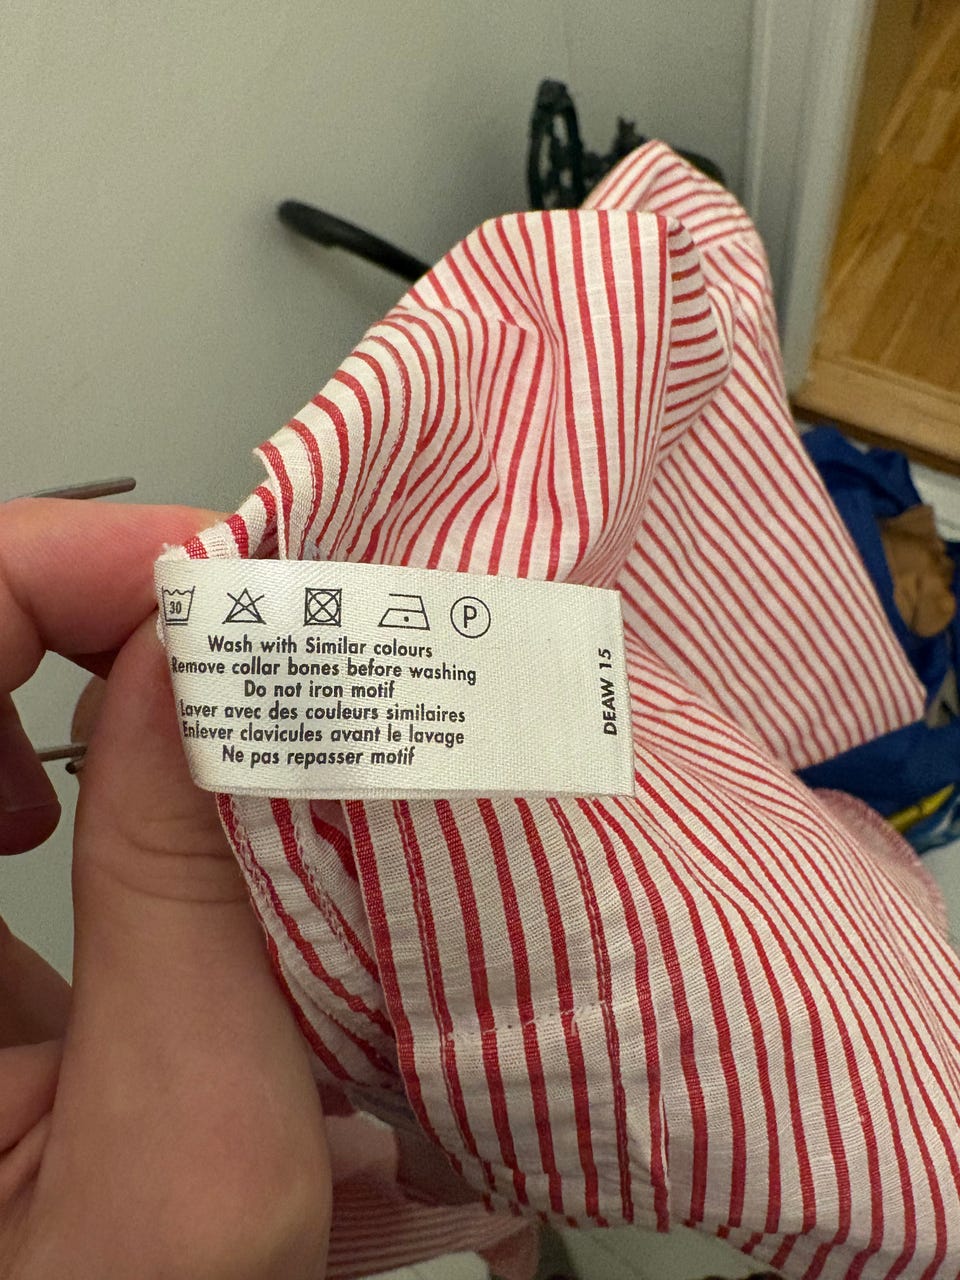 30
P
Wash with Similar colours
Remove collar bones before washing
Do not iron motif
Laver avec des couleurs similaires
Enlever clavicules avant le lavage
Ne pas repasser motif
DEAW 15